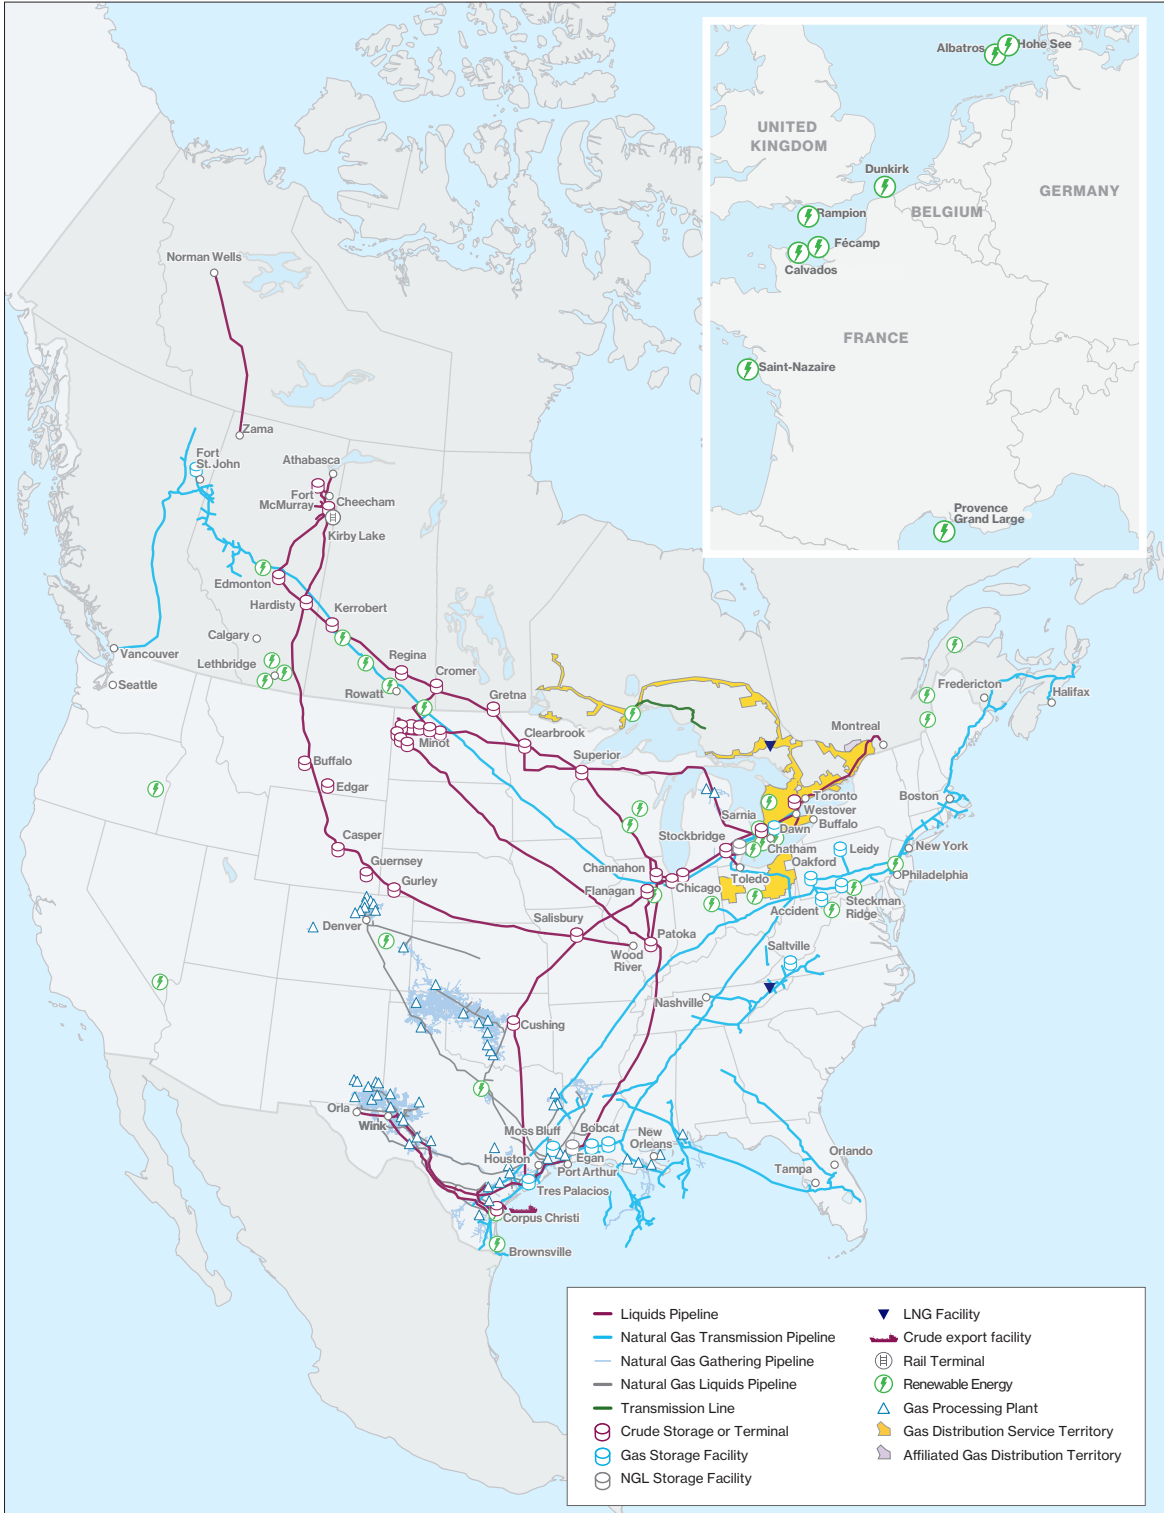 Albatros
Hohe See
UNITED
KINGDOM
Dunkirk
GERMANY
Rampion
BELGIUM
Fécamp
Calvados
FRANCE
Saint-Nazaire
Provence
Grand Large
Norman Wells
Zama
Fort
St. John
Athabasca
Fort
McMurray
Cheecham
Kirby Lake
Edmonton
Hardisty
Kerrobert
Calgary
Vancouver
Lethbridge
Regina
Cromer
Seattle
Rowatt
Gretna
Fredericton
Halifax
Minot
Clearbrook
Montreal
Superior
Buffalo
Edgar
Toronto
Westover
Boston
Sarnia
Dawn
Buffalo
Stockbridge
Casper
Chatham
Leidy
New York
Guernsey
Channahon
Oakford
Toledo
Philadelphia
Gurley
Flanagan
Chicago
Steckman
Ridge
Accident
Denver
Salisbury
Patoka
Wood
River
Saltville
Nashville
Cushing
Orla
Wink
Moss Bluff
Bobcat
New
Orleans
Houston
Egan
Port Arthur
Orlando
Tampa
Tres Palacios
Corpus Christi
Brownsville
Liquids Pipeline
Natural Gas Transmission Pipeline
Natural Gas Gathering Pipeline
Natural Gas Liquids Pipeline
Transmission Line
Crude Storage or Terminal
Gas Storage Facility
NGL Storage Facility
LNG Facility
Crude export facility
Rail Terminal
Renewable Energy
Gas Processing Plant
Gas Distribution Service Territory
Affiliated Gas Distribution Territory